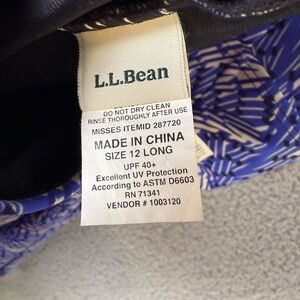 L.L.Bean
DO NOT DRY CLEAN
RINSE THOROUGHLY AFTER USE
MISSES ITEMID 287720
MADE IN CHINA
SIZE 12 LONG
UPF 40+
Excellent UV Protection
According to ASTM D6603
RN 71341
VENDOR # 1003120